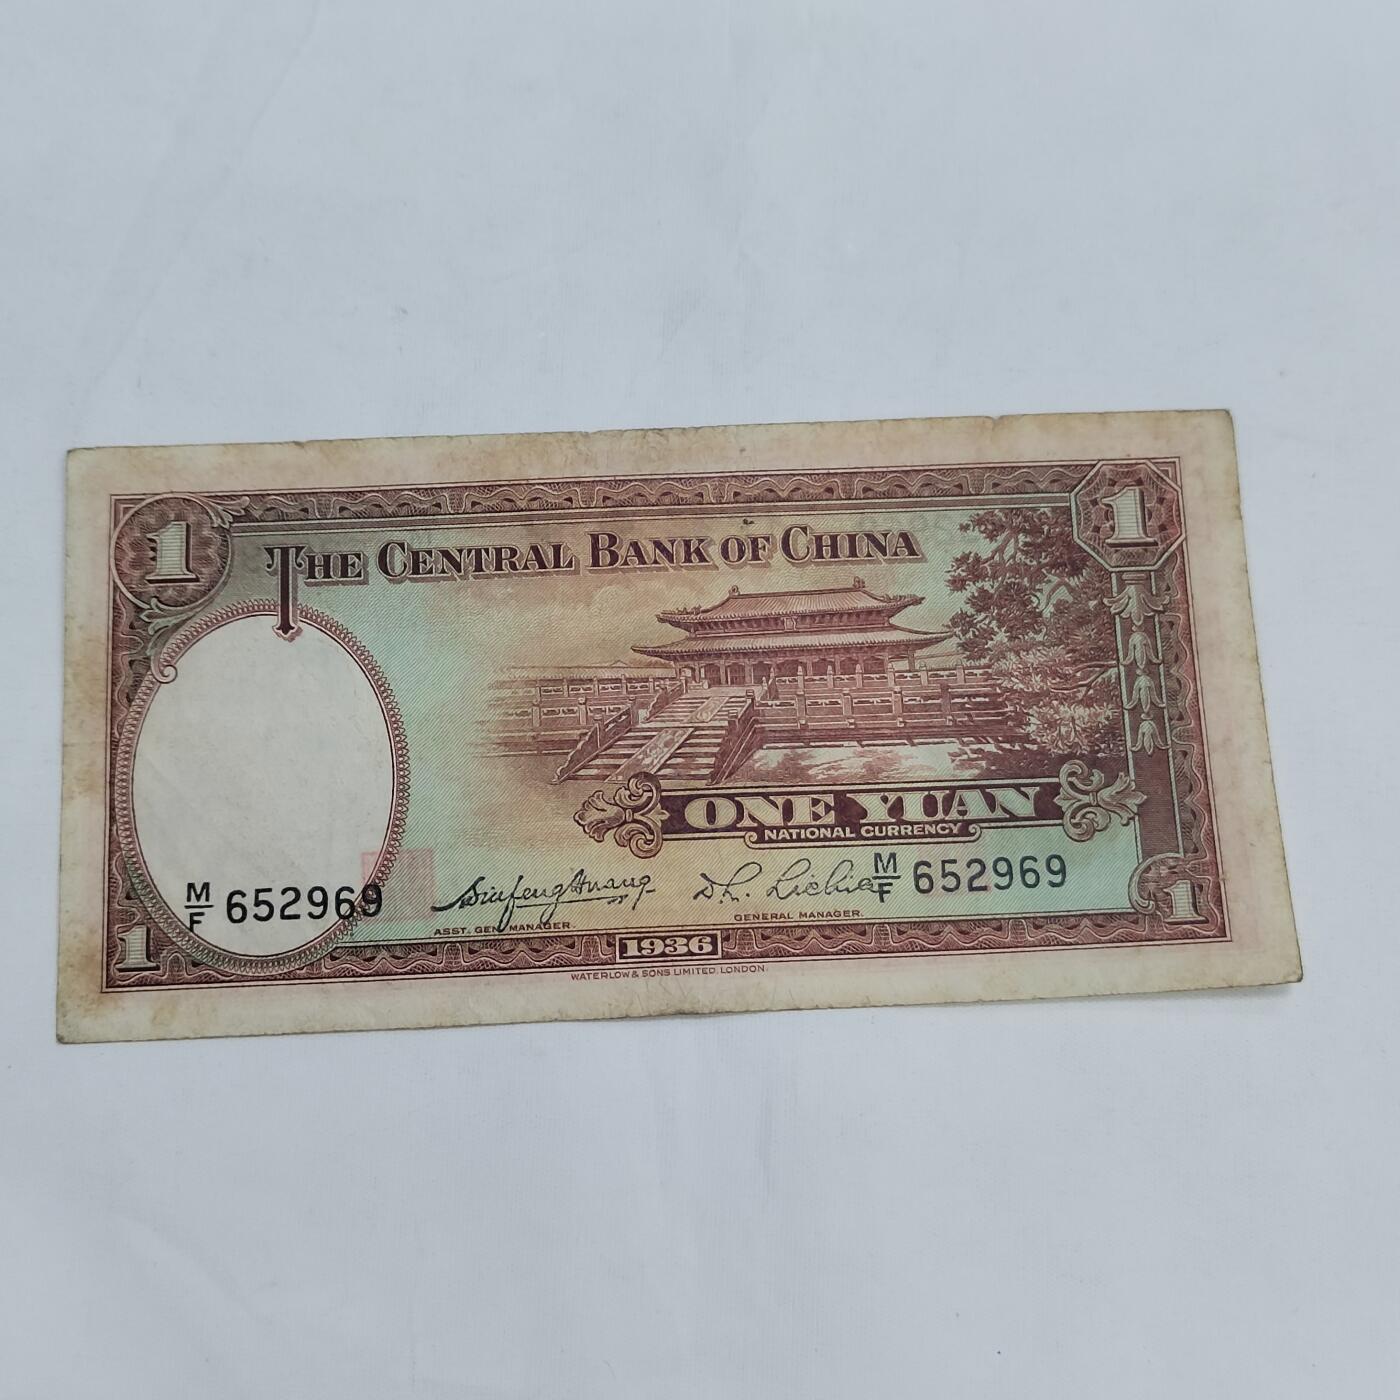 1
1
THE CENTRAL BANK OF CHINA
ONE YUAN
NATIONAL CURRENCY
M/F 652969
M/F 652969
ASST. GEN. MANAGER.
GENERAL MANAGER.
1
1936
1
WATERLOW & SONS LIMITED, LONDON.